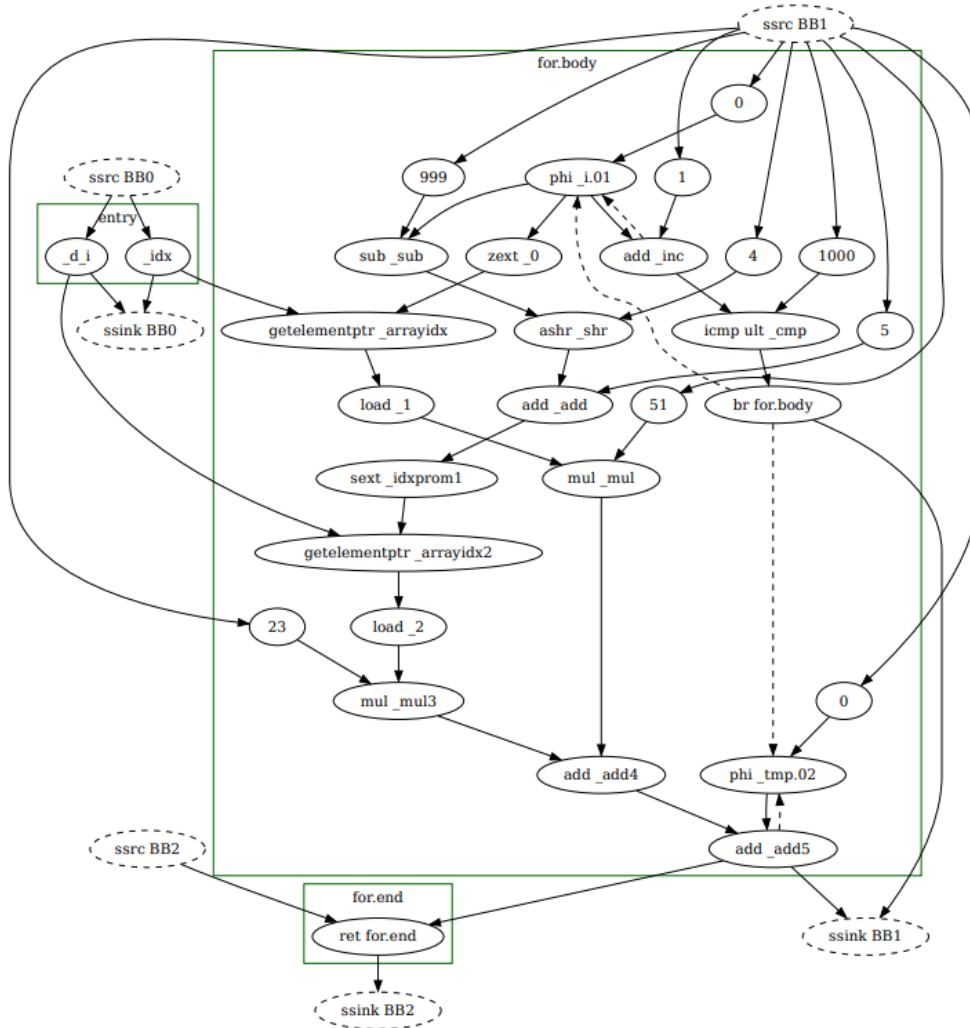 ssrc BB1
for.body
0
999
phi _i.01
1
ssrc BB0
entry
_d_i
_idx
sub _sub
zext _0
add _inc
4
1000
ssink BB0
getelementptr _arrayidx
ashr _shr
icmp ult _cmp
5
load _1
add _add
51
br for.body
sext _idxprom1
mul _mul
getelementptr _arrayidx2
23
load _2
mul _mul3
0
add _add4
phi _tmp.02
ssrc BB2
add _add5
for.end
ret for.end
ssink BB1
ssink BB2